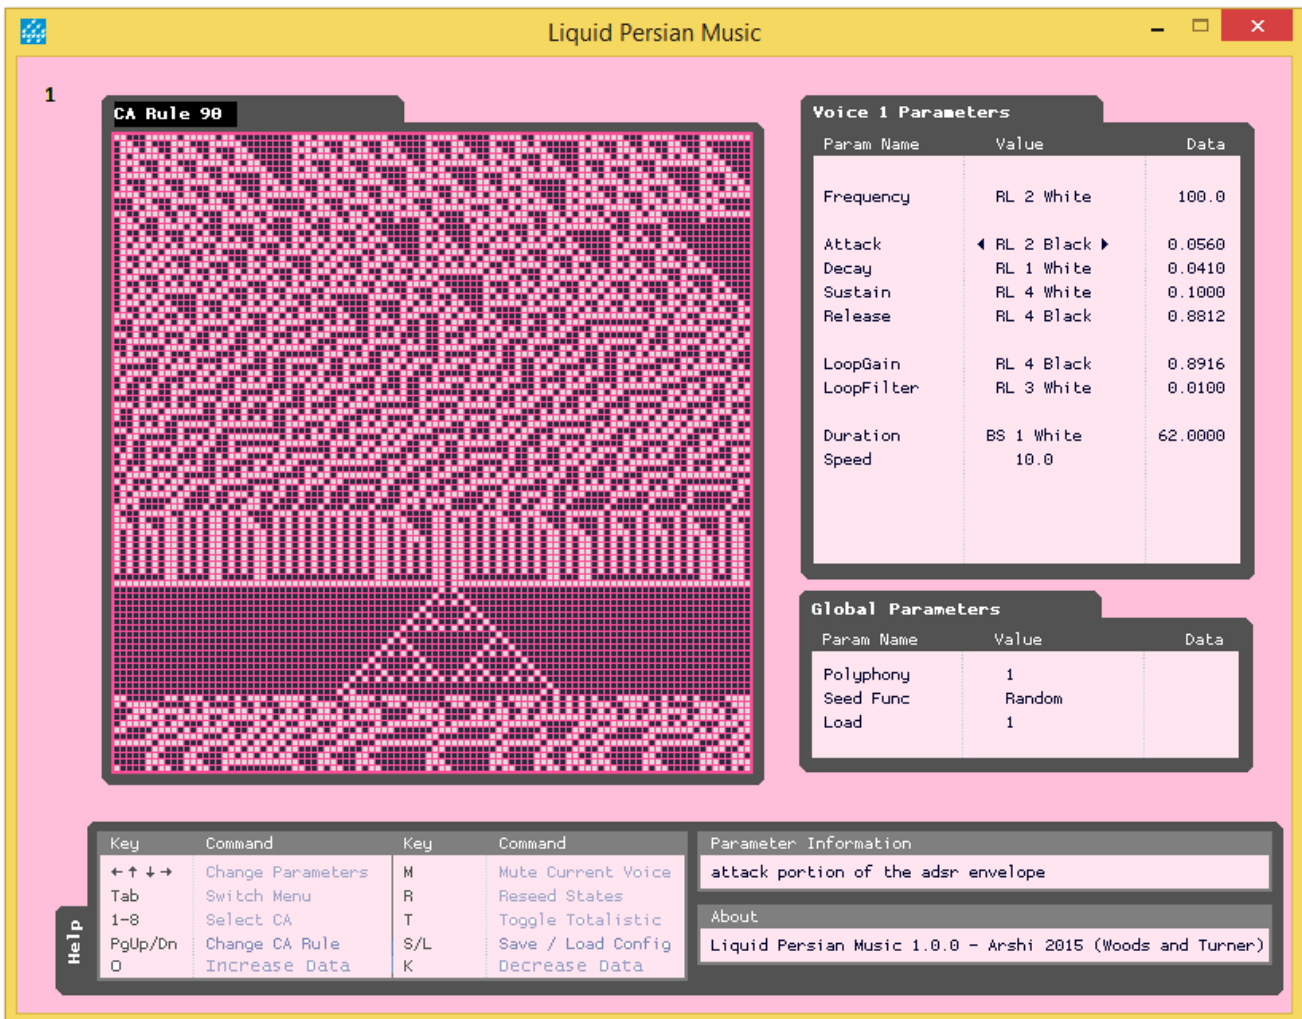 Liquid Persian Music
1
CA Rule 90
Voice 1 Parameters
Param Name Value Data
Frequency RL 2 White 100.0
Attack RL 2 Black 0.0560
Decay RL 1 White 0.0410
Sustain RL 4 White 0.1000
Release RL 4 Black 0.8812
LoopGain RL 4 Black 0.8916
LoopFilter RL 3 White 0.0100
Duration BS 1 White 62.0000
Speed 10.0
Global Parameters
Param Name Value Data
Polyphony 1
Seed Func Random
Load 1
Help
Key Command Key Command
←↑↓→ Change Parameters M Mute Current Voice
Tab Switch Menu R Reseed States
1-8 Select CA T Toggle Totalistic
PgUp/Dn Change CA Rule S/L Save / Load Config
O Increase Data K Decrease Data
Parameter Information
attack portion of the adsr envelope
About
Liquid Persian Music 1.0.0 - Arshi 2015 (Woods and Turner)